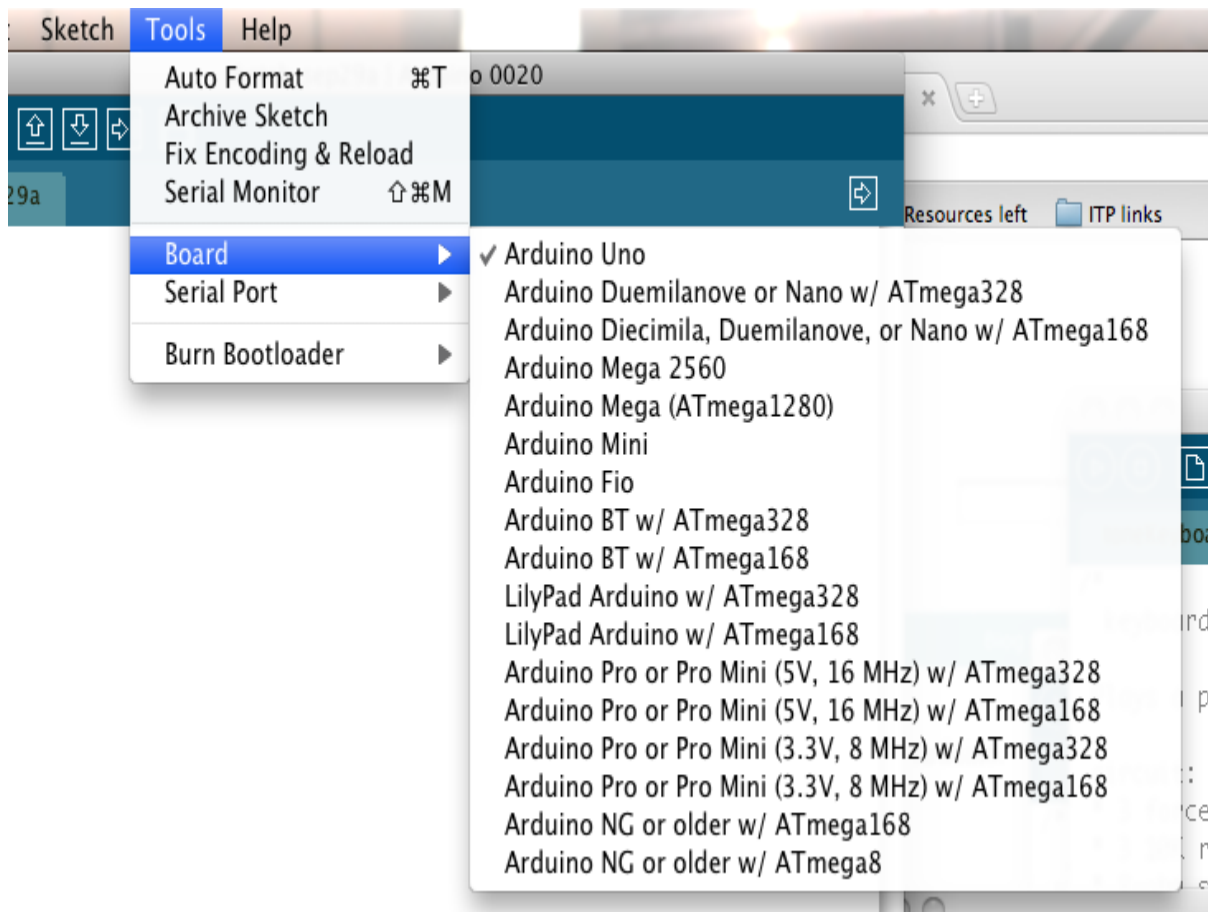 Sketch Tools Help
Auto Format ⌘T
o 0020
Archive Sketch
Fix Encoding & Reload
Serial Monitor ⇧⌘M
29a
Resources left ITP links
Board
Serial Port
Burn Bootloader
✓ Arduino Uno
Arduino Duemilanove or Nano w/ ATmega328
Arduino Diecimila, Duemilanove, or Nano w/ ATmega168
Arduino Mega 2560
Arduino Mega (ATmega1280)
Arduino Mini
Arduino Fio
Arduino BT w/ ATmega328
Arduino BT w/ ATmega168
LilyPad Arduino w/ ATmega328
LilyPad Arduino w/ ATmega168
Arduino Pro or Pro Mini (5V, 16 MHz) w/ ATmega328
Arduino Pro or Pro Mini (5V, 16 MHz) w/ ATmega168
Arduino Pro or Pro Mini (3.3V, 8 MHz) w/ ATmega328
Arduino Pro or Pro Mini (3.3V, 8 MHz) w/ ATmega168
Arduino NG or older w/ ATmega168
Arduino NG or older w/ ATmega8